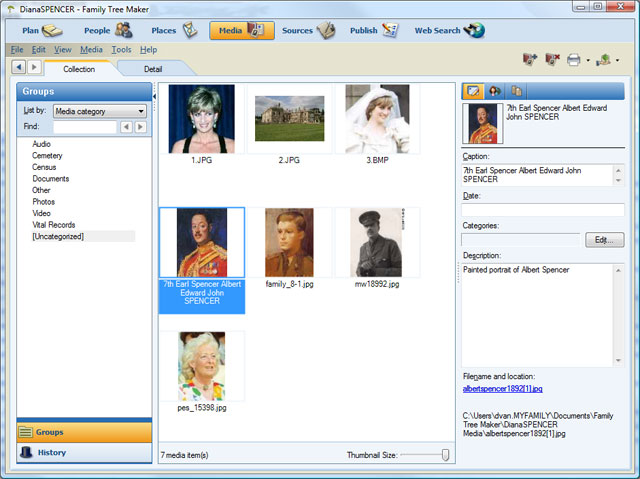 DianaSPENCER - Family Tree Maker
Plan People Places Media Sources Publish Web Search
File Edit View Media Tools Help
Collection Detail
Groups
List by: Media category
Find:
Audio
Cemetery
Census
Documents
Other
Photos
Video
Vital Records
[Uncategorized]
Groups
History
1.JPG 2.JPG 3.BMP
7th Earl Spencer Albert
Edward John
SPENCER
family_8-1.jpg mw18992.jpg
pes_15398.jpg
7 media item(s) Thumbnail Size:
7th Earl Spencer Albert Edward
John SPENCER
Caption:
7th Earl Spencer Albert Edward John
SPENCER
Date:
Categories:
Edit...
Description:
Painted portrait of Albert Spencer
Filename and location:
albertspencer1892[1].jpg
C:\Users\dvan.MYFAMILY\Documents\Family
Tree Maker\DianaSPENCER
Media\albertspencer1892[1].jpg